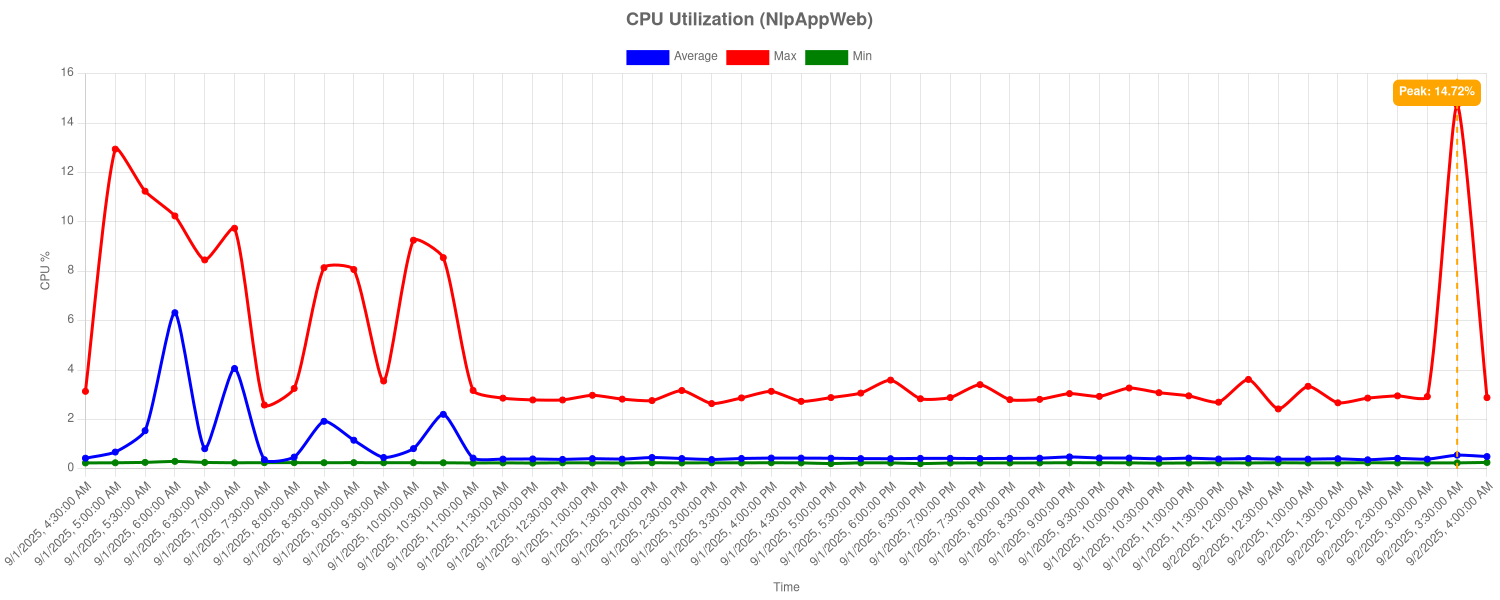 CPU Utilization (NlpAppWeb)
Average Max Min
Peak: 14.72%
16
14
12
10
8
6
4
2
0
CPU %
9/1/2025, 4:30:00 AM
9/1/2025, 5:00:00 AM
9/1/2025, 5:30:00 AM
9/1/2025, 6:00:00 AM
9/1/2025, 6:30:00 AM
9/1/2025, 7:00:00 AM
9/1/2025, 7:30:00 AM
9/1/2025, 8:00:00 AM
9/1/2025, 8:30:00 AM
9/1/2025, 9:00:00 AM
9/1/2025, 9:30:00 AM
9/1/2025, 10:00:00 AM
9/1/2025, 10:30:00 AM
9/1/2025, 11:00:00 AM
9/1/2025, 11:30:00 AM
9/1/2025, 12:00:00 PM
9/1/2025, 12:30:00 PM
9/1/2025, 1:00:00 PM
9/1/2025, 1:30:00 PM
9/1/2025, 2:00:00 PM
9/1/2025, 2:30:00 PM
9/1/2025, 3:00:00 PM
9/1/2025, 3:30:00 PM
9/1/2025, 4:00:00 PM
9/1/2025, 4:30:00 PM
9/1/2025, 5:00:00 PM
9/1/2025, 5:30:00 PM
9/1/2025, 6:00:00 PM
9/1/2025, 6:30:00 PM
9/1/2025, 7:00:00 PM
9/1/2025, 7:30:00 PM
9/1/2025, 8:00:00 PM
9/1/2025, 8:30:00 PM
9/1/2025, 9:00:00 PM
9/1/2025, 9:30:00 PM
9/1/2025, 10:00:00 PM
9/1/2025, 10:30:00 PM
9/1/2025, 11:00:00 PM
9/1/2025, 11:30:00 PM
9/2/2025, 12:00:00 AM
9/2/2025, 12:30:00 AM
9/2/2025, 1:00:00 AM
9/2/2025, 1:30:00 AM
9/2/2025, 2:00:00 AM
9/2/2025, 2:30:00 AM
9/2/2025, 3:00:00 AM
9/2/2025, 3:30:00 AM
9/2/2025, 4:00:00 AM
Time